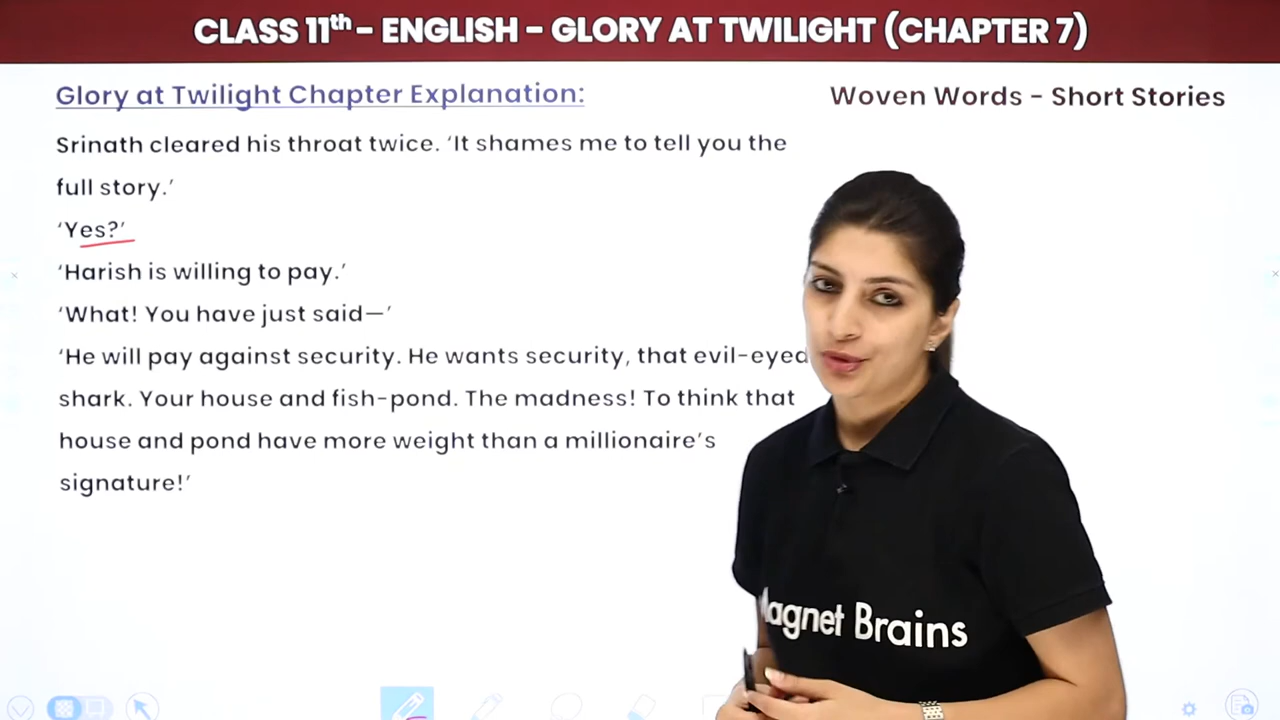 CLASS 11th - ENGLISH - GLORY AT TWILIGHT (CHAPTER 7)
Glory at Twilight Chapter Explanation:
Woven Words - Short Stories
Srinath cleared his throat twice. ‘It shames me to tell you the
full story.’
‘Yes?’
‘Harish is willing to pay.’
‘What! You have just said—’
‘He will pay against security. He wants security, that evil-eyed
shark. Your house and fish-pond. The madness! To think that
house and pond have more weight than a millionaire’s
signature!’
Magnet Brains